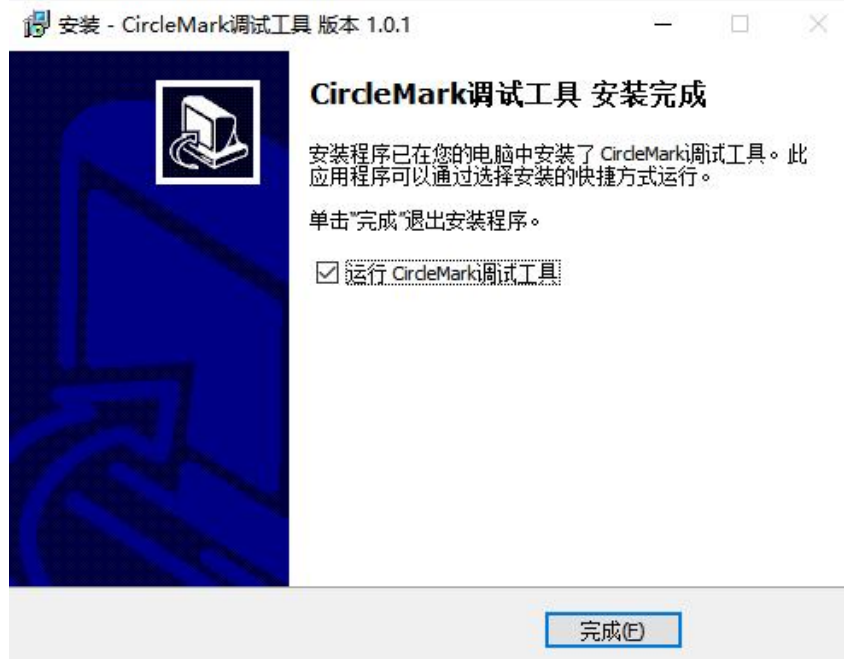 安装 - CircleMark调试工具 版本 1.0.1
CircleMark调试工具 安装完成
安装程序已在您的电脑中安装了 CircleMark调试工具。此
应用程序可以通过选择安装的快捷方式运行。
单击"完成"退出安装程序。
运行 CircleMark调试工具
完成(F)